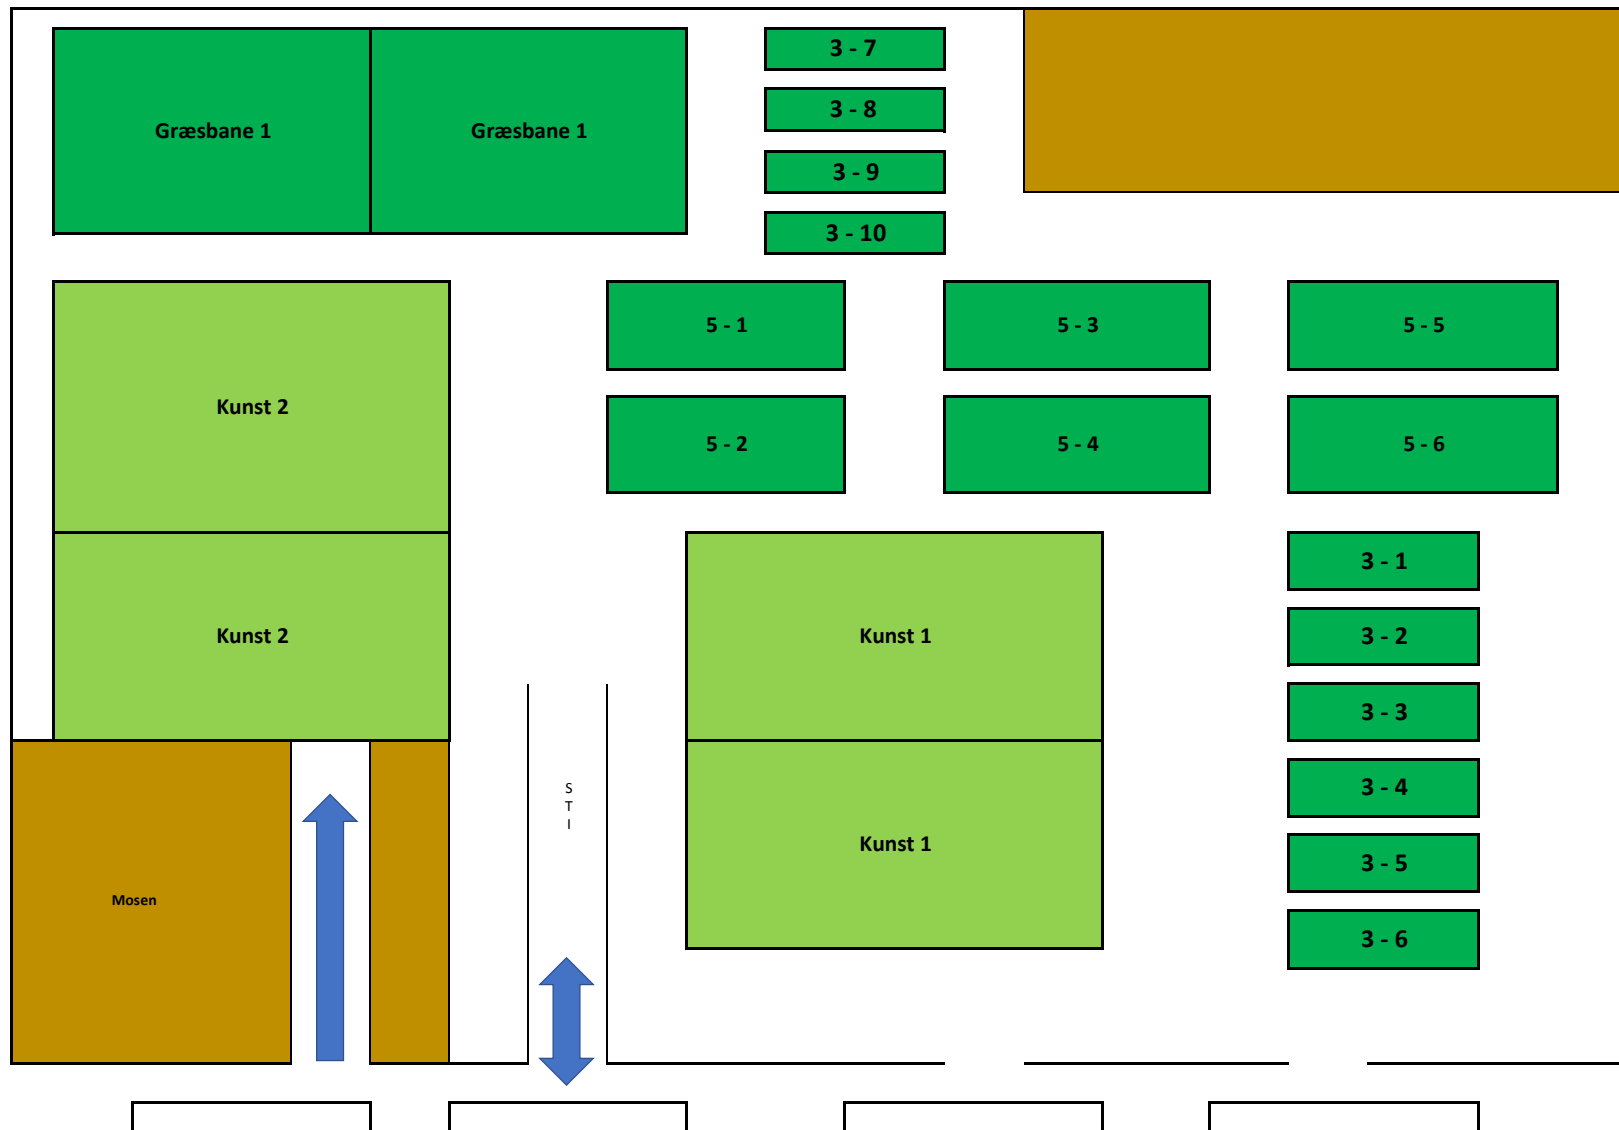 Græsbane 1
Græsbane 1
3 - 7
3 - 8
3 - 9
3 - 10
5 - 1
5 - 3
5 - 5
Kunst 2
5 - 2
5 - 4
5 - 6
3 - 1
Kunst 2
Kunst 1
3 - 2
3 - 3
S
T
I
3 - 4
Kunst 1
3 - 5
Mosen
3 - 6